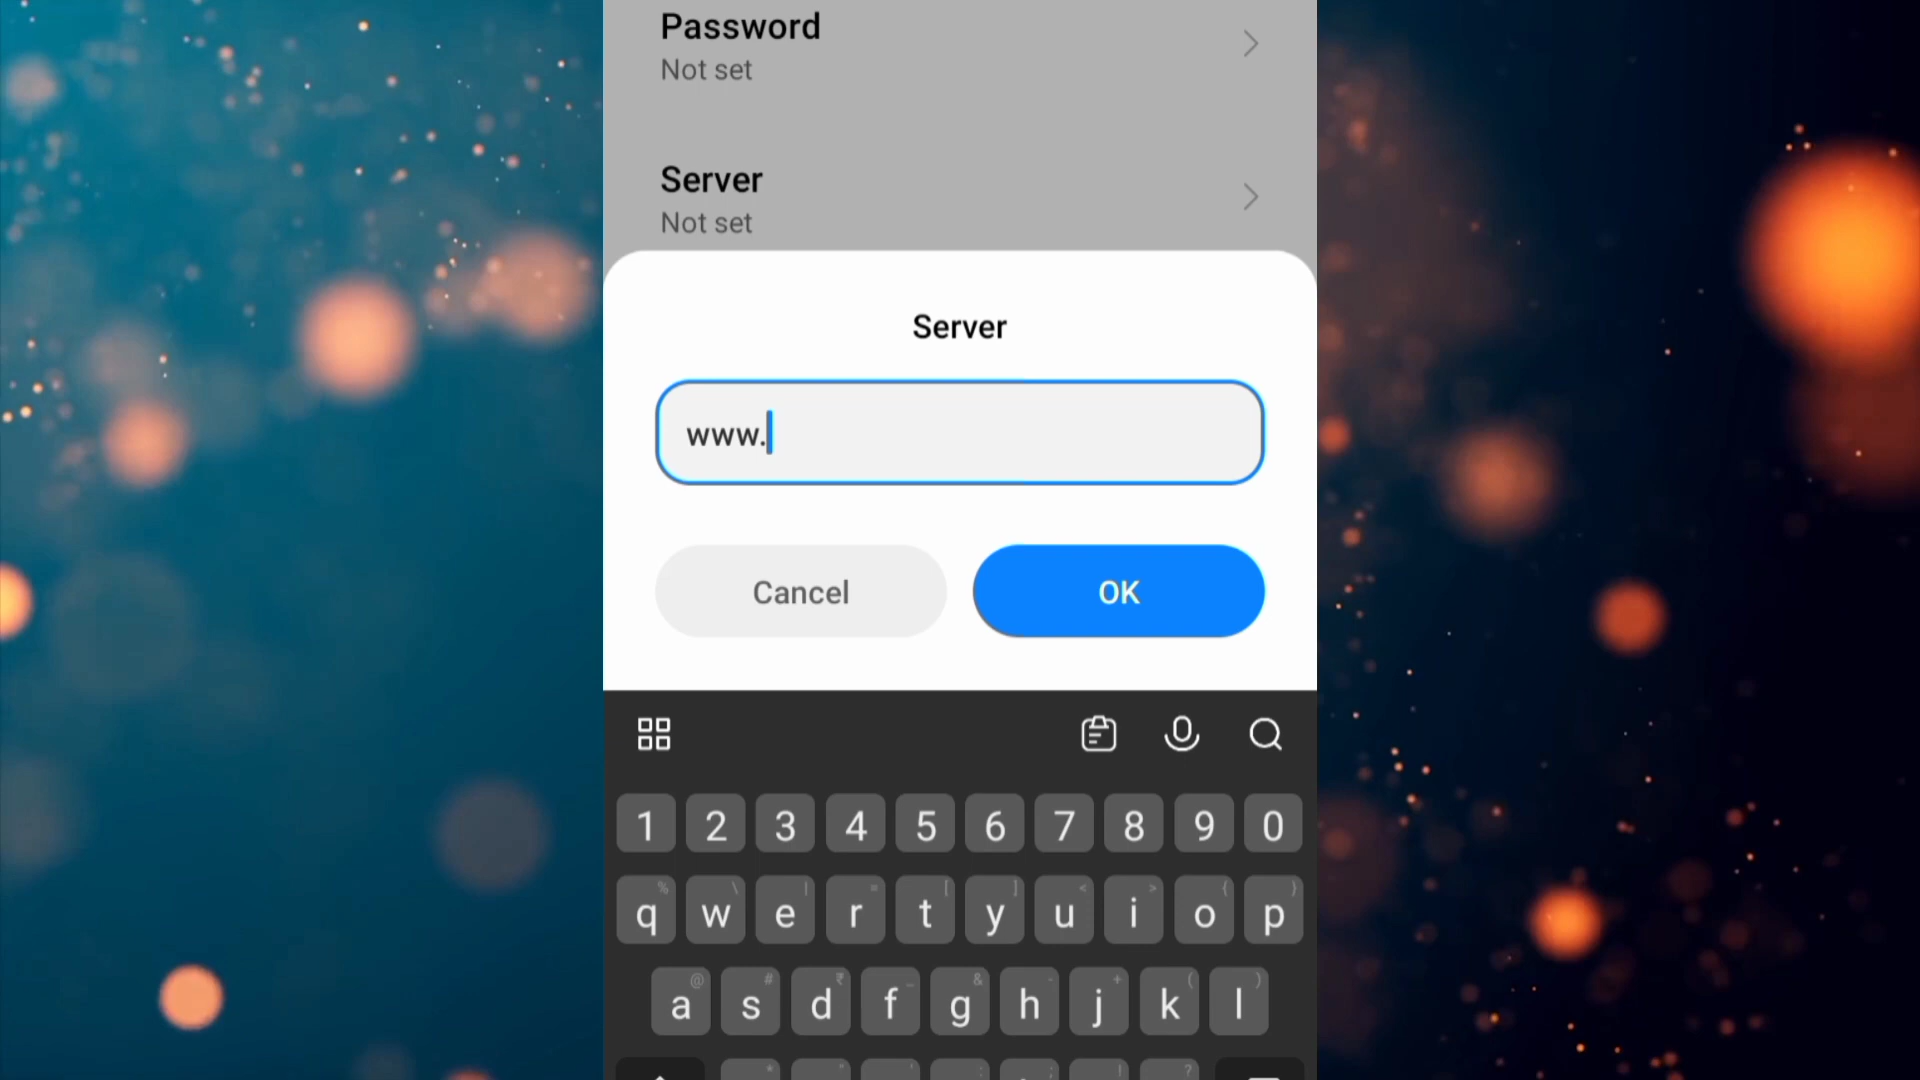 Password
Not set
Server
Not set
Server
www.
Cancel
OK
1 2 3 4 5 6 7 8 9 0
% \ | = [ ] < > { }
q w e r t y u i o p
@ # ₹ _ & - + ( )
a s d f g h j k l
* " ' : ; ! ?